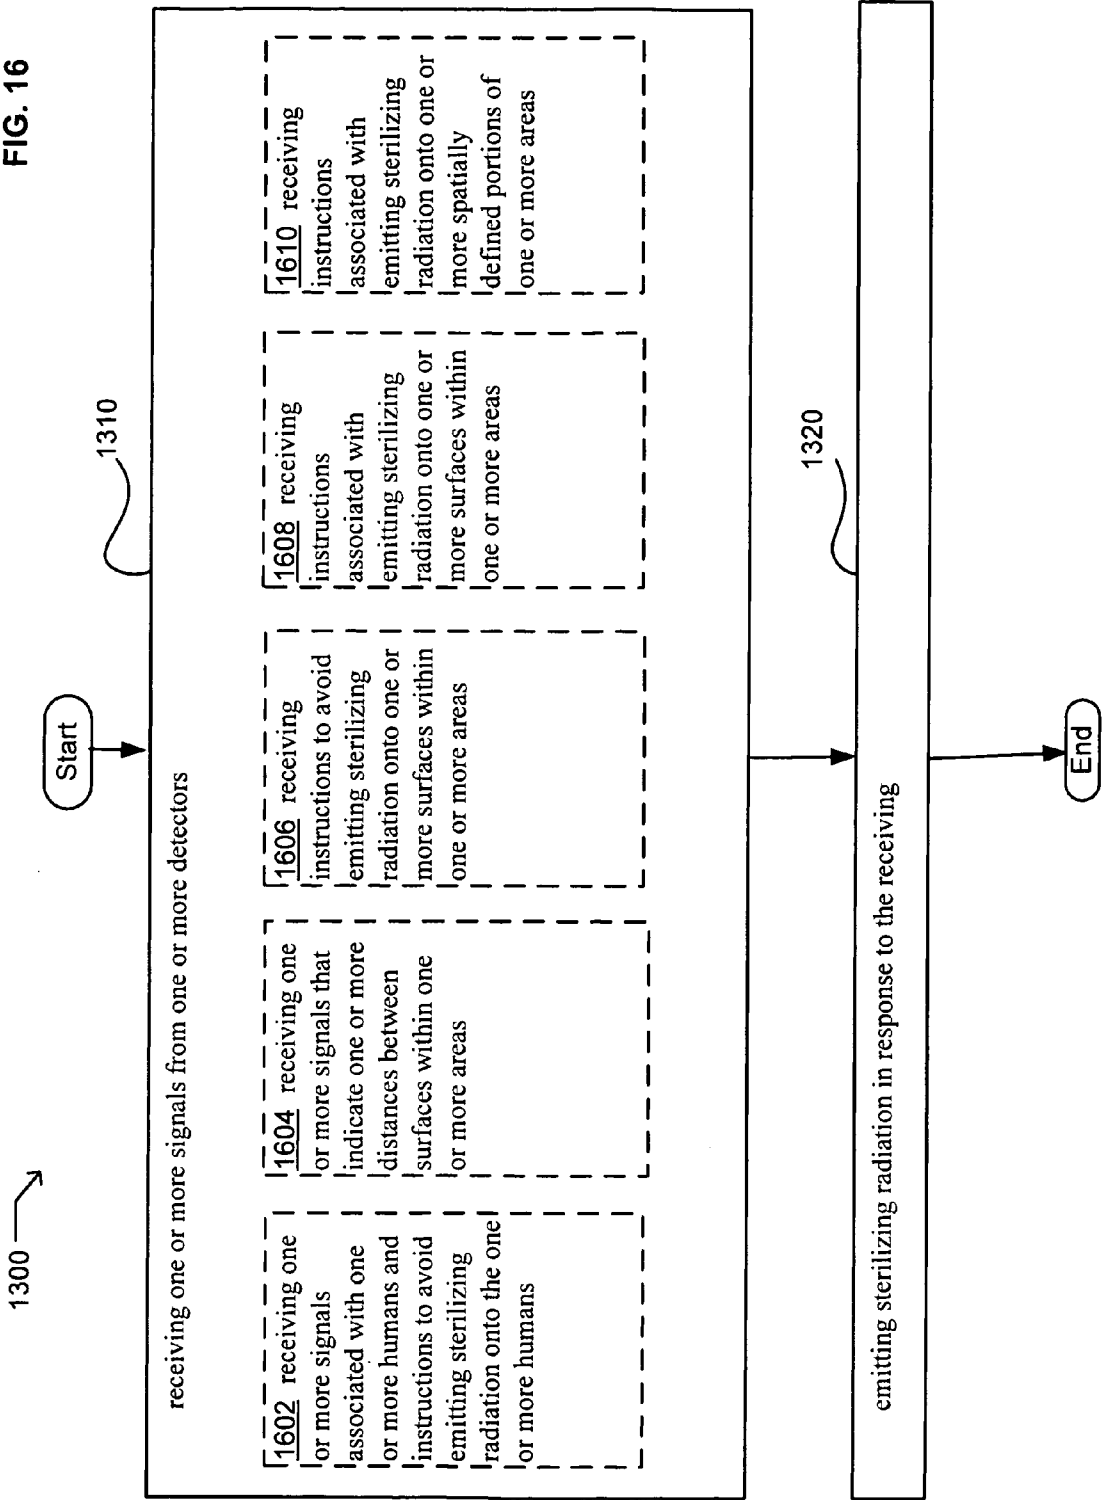 FIG. 16
1300
Start
1310
receiving one or more signals from one or more detectors
1602 receiving one
or more signals
associated with one
or more humans and
instructions to avoid
emitting sterilizing
radiation onto the one
or more humans
1604 receiving one
or more signals that
indicate one or more
distances between
surfaces within one
or more areas
1606 receiving
instructions to avoid
emitting sterilizing
radiation onto one or
more surfaces within
one or more areas
1608 receiving
instructions
associated with
emitting sterilizing
radiation onto one or
more surfaces within
one or more areas
1610 receiving
instructions
associated with
emitting sterilizing
radiation onto one or
more spatially
defined portions of
one or more areas
1320
emitting sterilizing radiation in response to the receiving
End